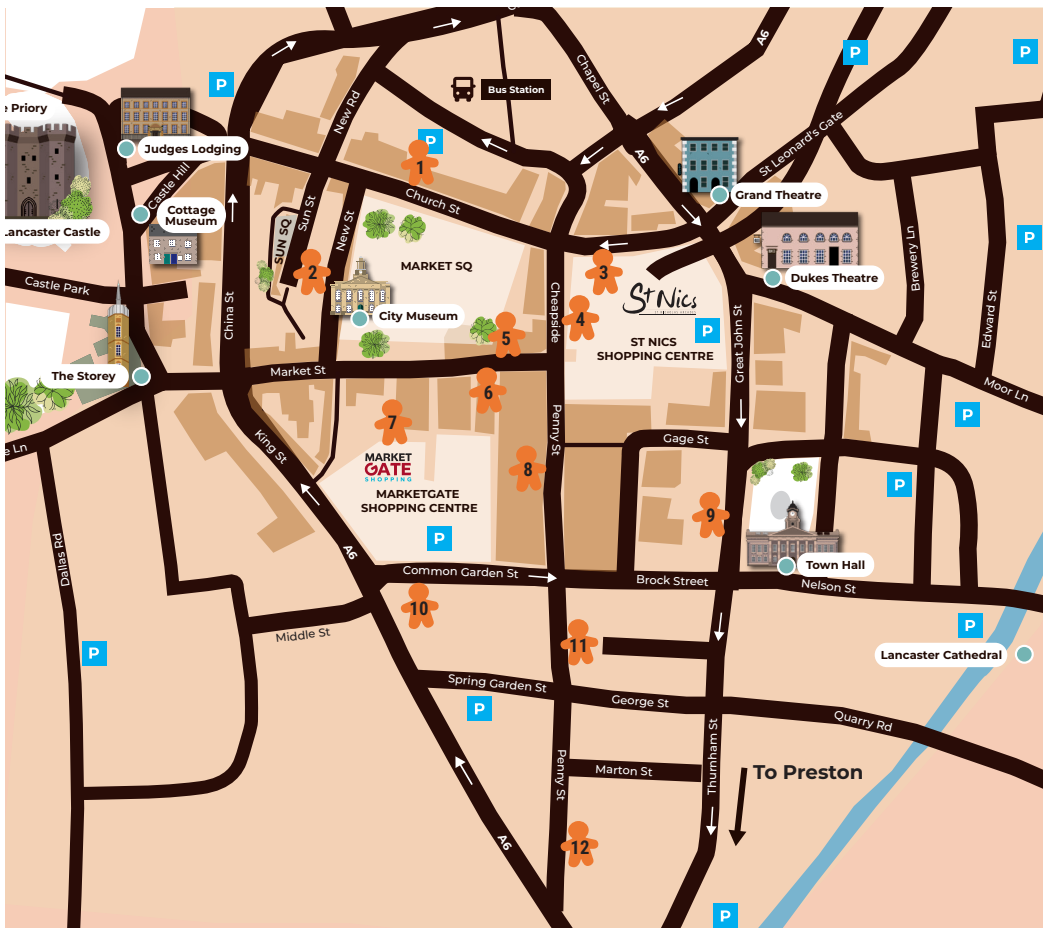 A6
P
P
P
Chapel St
Bus Station
New Rd
e Priory
P
St Leonard's Gate
Judges Lodging
1
A6
Castle Hill
Grand Theatre
Church St
Cottage
Museum
Sun St
New St
Lancaster Castle
SUN SQ
MARKET SQ
P
Brewery Ln
2
3
Dukes Theatre
Castle Park
St Nics
China St
City Museum
Cheapside
4
Edward St
5
P
ST NICS
SHOPPING CENTRE
Great John St
The Storey
Market St
6
Moor Ln
7
Penny St
P
King St
Gage St
e Ln
MARKET
GATE
SHOPPING
8
MARKETGATE
SHOPPING CENTRE
P
9
P
A6
Dallas Rd
Town Hall
Common Garden St
Brock Street
Nelson St
10
Middle St
11
P
P
Lancaster Cathedral
Spring Garden St
George St
P
Quarry Rd
Penny St
Marton St
Thurnham St
To Preston
A6
12
P